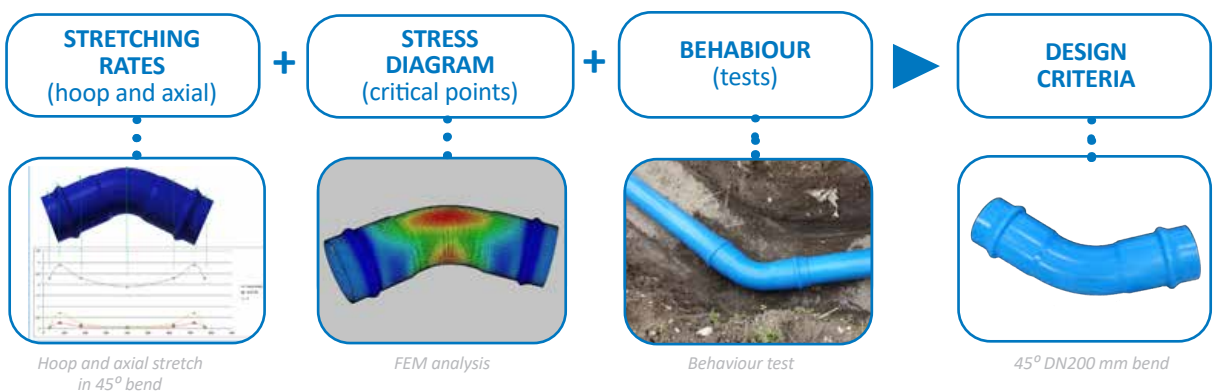 STRETCHING
RATES
(hoop and axial)
+
STRESS
DIAGRAM
(critical points)
+
BEHABIOUR
(tests)
DESIGN
CRITERIA
Hoop and axial stretch
in 45º bend
FEM analysis
Behaviour test
45º DN200 mm bend